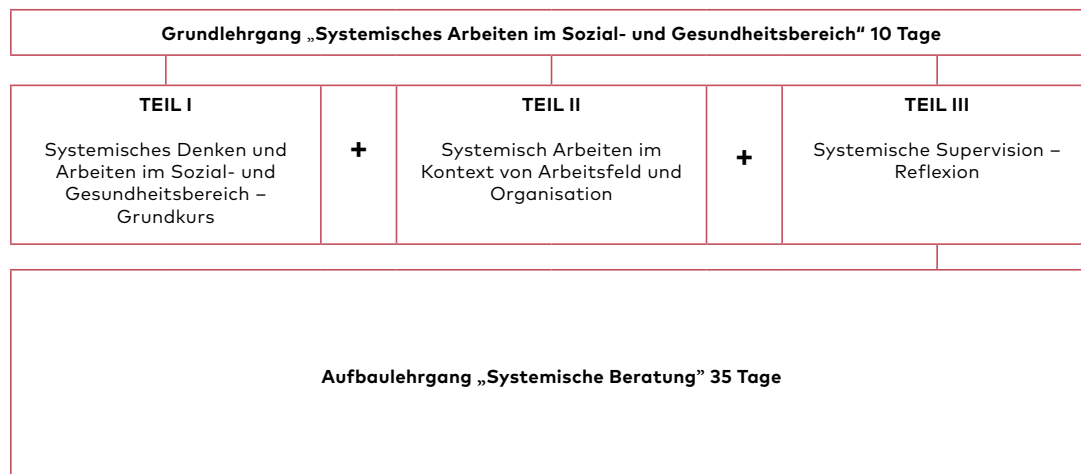 Grundlehrgang „Systemisches Arbeiten im Sozial- und Gesundheitsbereich“ 10 Tage
TEIL I
Systemisches Denken und
Arbeiten im Sozial- und
Gesundheitsbereich –
Grundkurs
+
TEIL II
Systemisch Arbeiten im
Kontext von Arbeitsfeld und
Organisation
+
TEIL III
Systemische Supervision –
Reflexion
Aufbaulehrgang „Systemische Beratung” 35 Tage